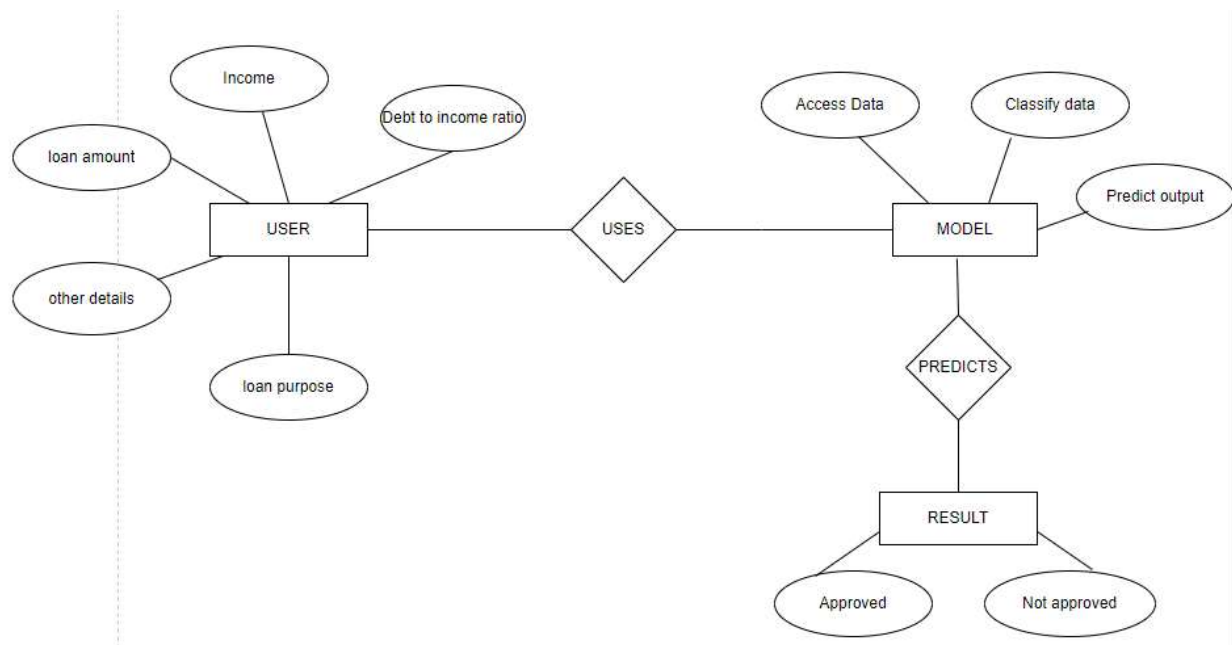 Income
Debt to income ratio
Access Data
Classify data
loan amount
Predict output
USER
USES
MODEL
other details
PREDICTS
loan purpose
RESULT
Approved
Not approved